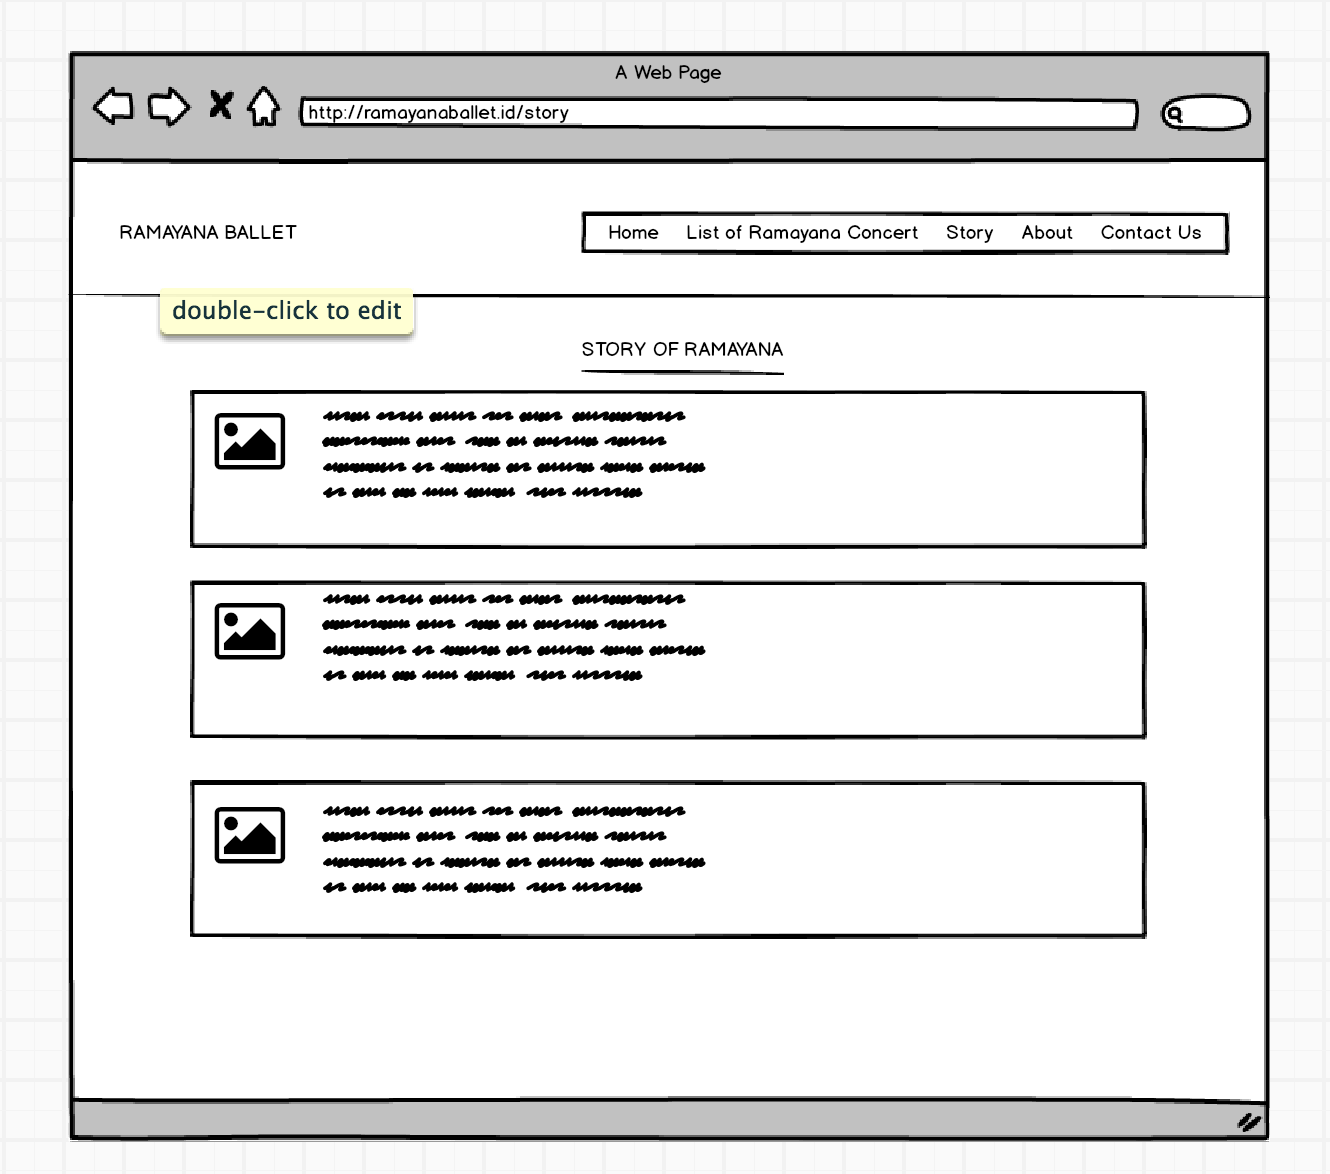 A Web Page
http://ramayanaballet.id/story
RAMAYANA BALLET
Home List of Ramayana Concert Story About Contact Us
double-click to edit
STORY OF RAMAYANA